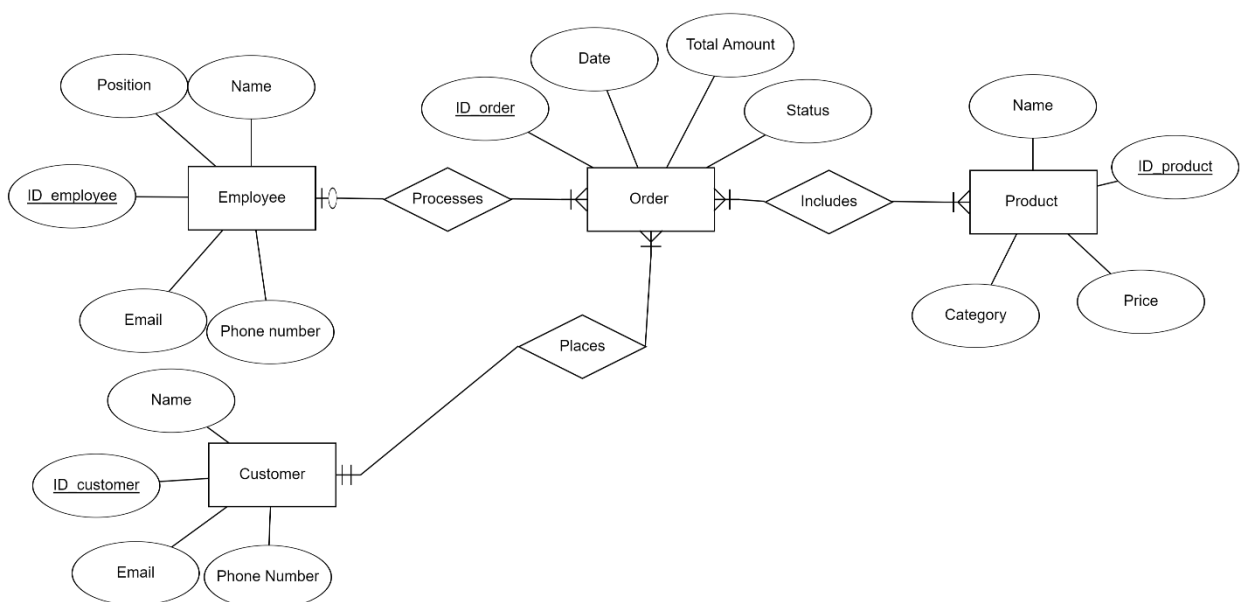 Total Amount
Date
Position
Name
ID_order
Status
Name
ID_product
ID_employee
Employee
Processes
Order
Includes
Product
Email
Phone number
Category
Price
Places
Name
Customer
ID_customer
Email
Phone Number